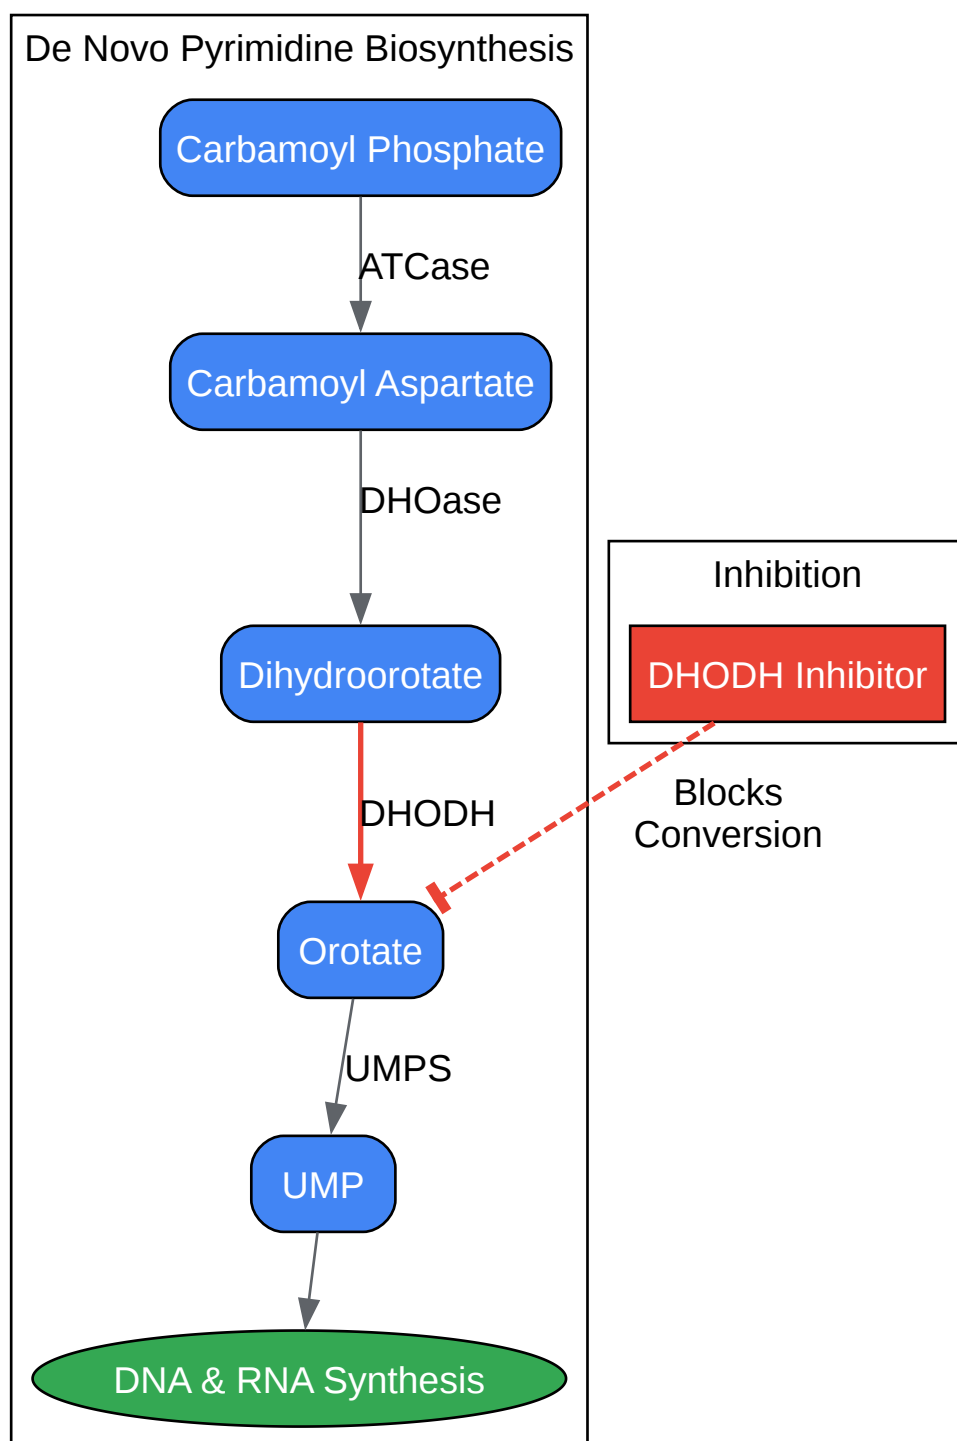 De Novo Pyrimidine Biosynthesis
Carbamoyl Phosphate
ATCase
Carbamoyl Aspartate
DHOase
Inhibition
Dihydroorotate
DHODH Inhibitor
DHODH
Blocks
Conversion
Orotate
UMPS
UMP
DNA & RNA Synthesis